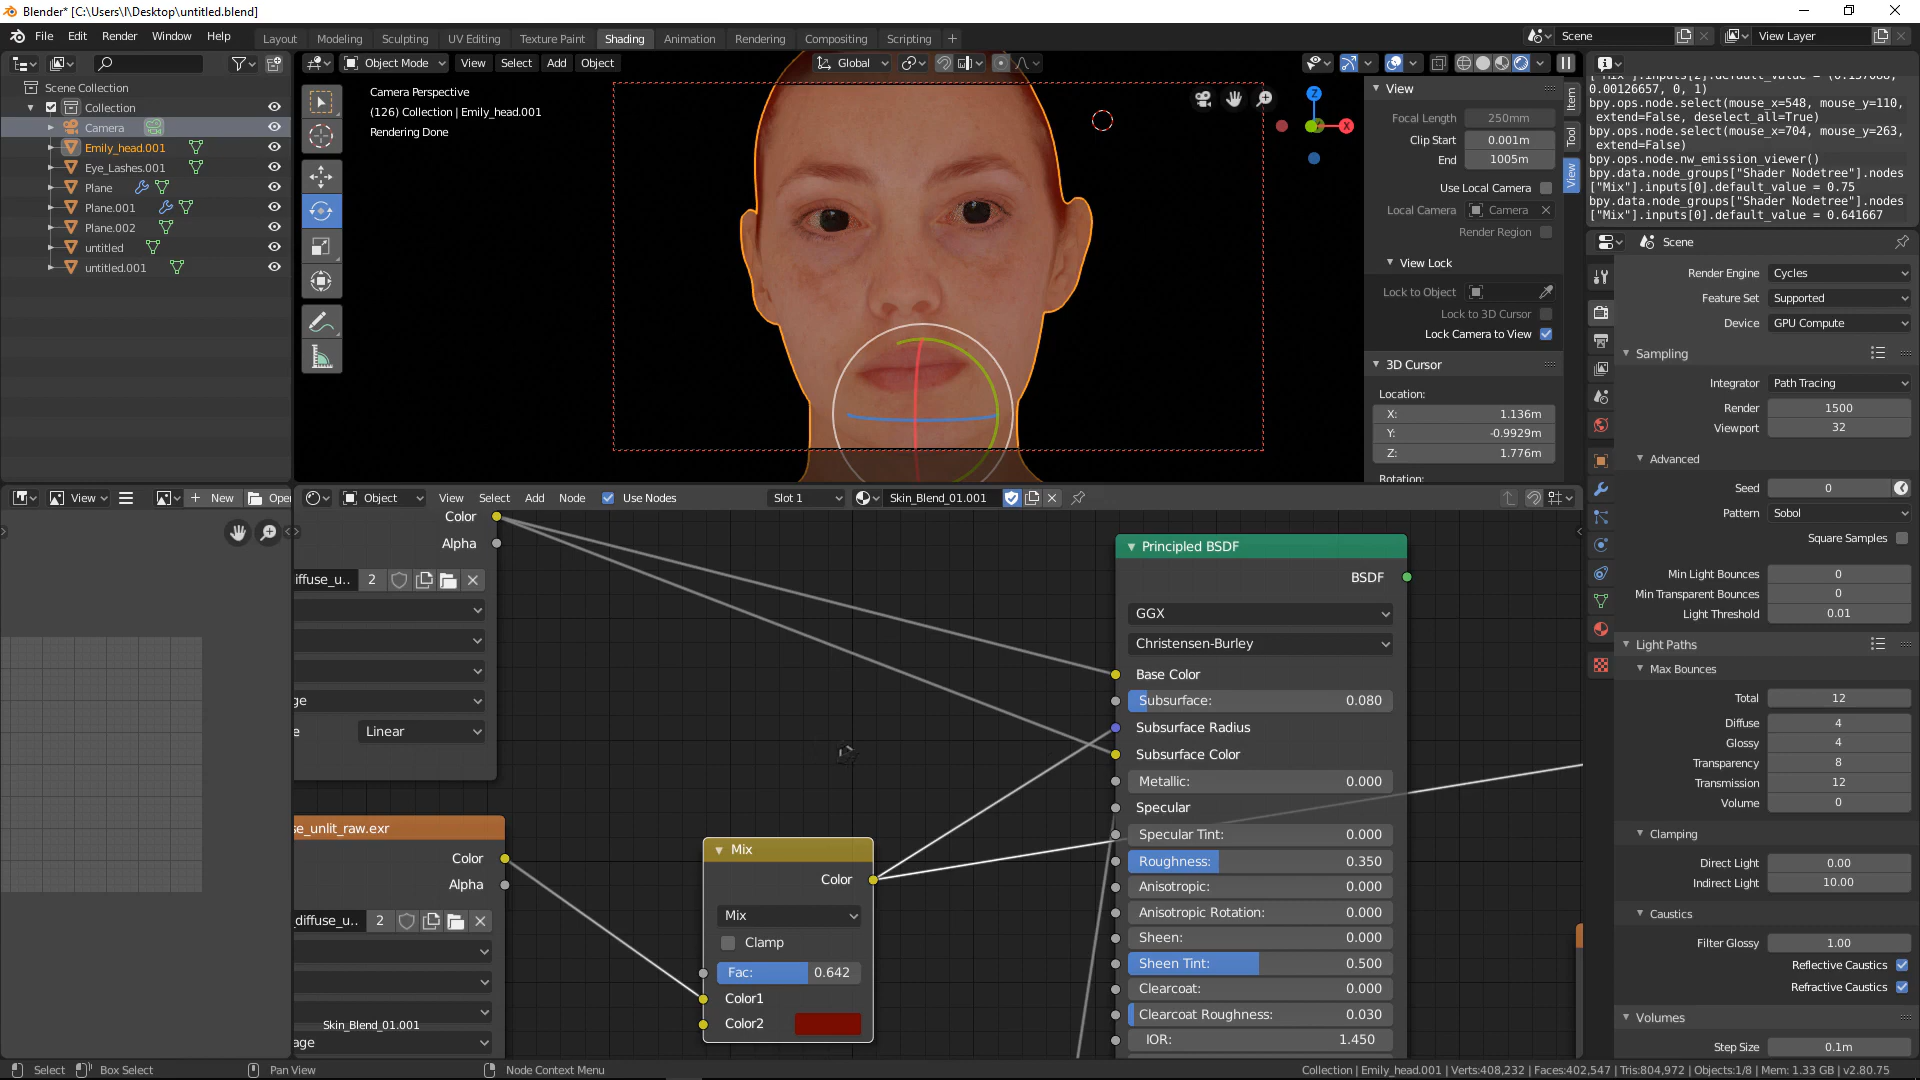 Blender* [C:\Users\I\Desktop\untitled.blend]
File Edit Render Window Help
Layout Modeling Sculpting UV Editing Texture Paint Shading Animation Rendering Compositing Scripting
Scene
View Layer
Scene Collection
Collection
Camera
Emily_head.001
Eye_Lashes.001
Plane
Plane.001
Plane.002
untitled
untitled.001
Object Mode View Select Add Object
Global
Camera Perspective
(126) Collection | Emily_head.001
Rendering Done
Z
X
View
Focal Length 250mm
Clip Start 0.001m
End 1005m
Use Local Camera
Local Camera Camera
Render Region
View Lock
Lock to Object
Lock to 3D Cursor
Lock Camera to View
3D Cursor
Location:
X: 1.136m
Y: -0.9929m
Z: 1.776m
Rotation:
Item
Tool
View
0.00126657, 0, 1)
bpy.ops.node.select(mouse_x=548, mouse_y=110,
extend=False, deselect_all=True)
bpy.ops.node.select(mouse_x=704, mouse_y=263,
extend=False)
bpy.ops.node.nw_emission_viewer()
bpy.data.node_groups["Shader Nodetree"].nodes
["Mix"].inputs[0].default_value = 0.75
bpy.data.node_groups["Shader Nodetree"].nodes
["Mix"].inputs[0].default_value = 0.641667
Scene
Render Engine Cycles
Feature Set Supported
Device GPU Compute
Sampling
Integrator Path Tracing
Render 1500
Viewport 32
Advanced
Seed 0
Pattern Sobol
Square Samples
Min Light Bounces 0
Min Transparent Bounces 0
Light Threshold 0.01
Light Paths
Max Bounces
Total 12
Diffuse 4
Glossy 4
Transparency 8
Transmission 12
Volume 0
Clamping
Direct Light 0.00
Indirect Light 10.00
Caustics
Filter Glossy 1.00
Reflective Caustics
Refractive Caustics
Volumes
Step Size 0.1m
View
New
Oper
Object View Select Add Node Use Nodes
Slot 1
Skin_Blend_01.001
Color
Alpha
iffuse_u.. 2
ge
e Linear
se_unlit_raw.exr
Color
Alpha
_diffuse_u.. 2
Skin_Blend_01.001
age
Mix
Color
Mix
Clamp
Fac: 0.642
Color1
Color2
Principled BSDF
BSDF
GGX
Christensen-Burley
Base Color
Subsurface: 0.080
Subsurface Radius
Subsurface Color
Metallic: 0.000
Specular
Specular Tint: 0.000
Roughness: 0.350
Anisotropic: 0.000
Anisotropic Rotation: 0.000
Sheen: 0.000
Sheen Tint: 0.500
Clearcoat: 0.000
Clearcoat Roughness: 0.030
IOR: 1.450
Select Box Select Pan View Node Context Menu
Collection | Emily_head.001 | Verts:408,232 | Faces:402,547 | Tris:804,972 | Objects:1/8 | Mem: 1.33 GB | v2.80.75